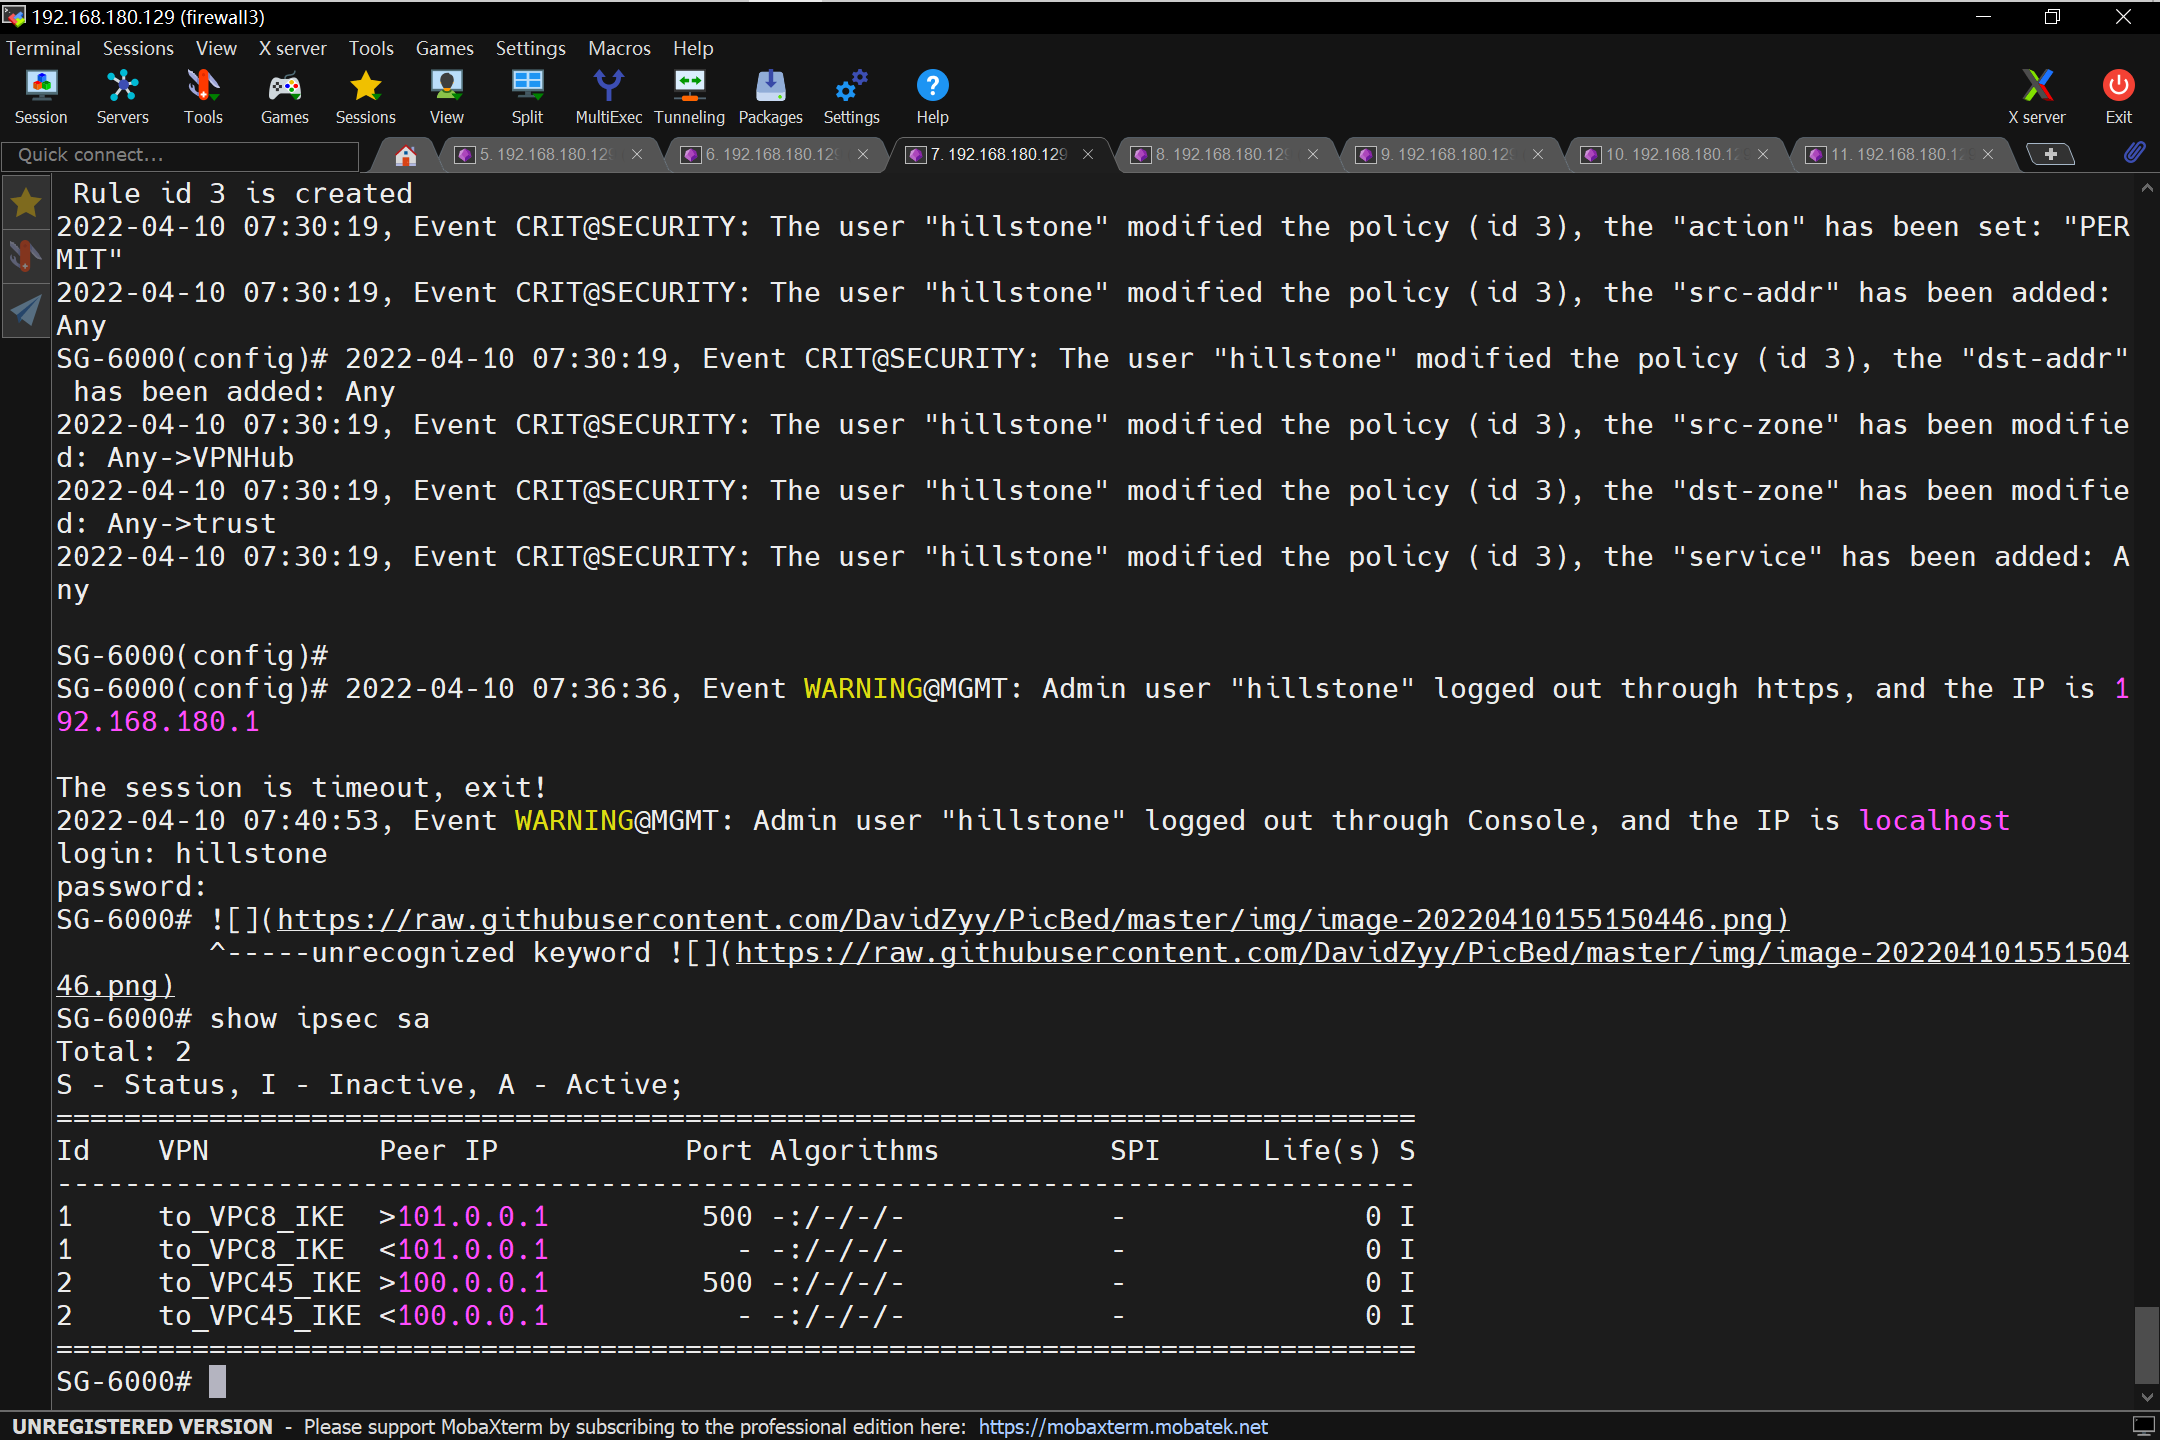 192.168.180.129 (firewall3)
Terminal Sessions View X server Tools Games Settings Macros Help
Session Servers Tools Games Sessions View Split MultiExec Tunneling Packages Settings Help X server Exit
Quick connect... 5. 192.168.180.12 6. 192.168.180.12 7. 192.168.180.129 8. 192.168.180.12 9. 192.168.180.129 10. 192.168.180.12 11. 192.168.180.12
Rule id 3 is created
2022-04-10 07:30:19, Event CRIT@SECURITY: The user "hillstone" modified the policy (id 3), the "action" has been set: "PER
MIT"
2022-04-10 07:30:19, Event CRIT@SECURITY: The user "hillstone" modified the policy (id 3), the "src-addr" has been added:
Any
SG-6000(config)# 2022-04-10 07:30:19, Event CRIT@SECURITY: The user "hillstone" modified the policy (id 3), the "dst-addr"
 has been added: Any
2022-04-10 07:30:19, Event CRIT@SECURITY: The user "hillstone" modified the policy (id 3), the "src-zone" has been modifie
d: Any->VPNHub
2022-04-10 07:30:19, Event CRIT@SECURITY: The user "hillstone" modified the policy (id 3), the "dst-zone" has been modifie
d: Any->trust
2022-04-10 07:30:19, Event CRIT@SECURITY: The user "hillstone" modified the policy (id 3), the "service" has been added: A
ny
SG-6000(config)#
SG-6000(config)# 2022-04-10 07:36:36, Event WARNING@MGMT: Admin user "hillstone" logged out through https, and the IP is 1
92.168.180.1
The session is timeout, exit!
2022-04-10 07:40:53, Event WARNING@MGMT: Admin user "hillstone" logged out through Console, and the IP is localhost
login: hillstone
password:
SG-6000# ![](https://raw.githubusercontent.com/DavidZyy/PicBed/master/img/image-20220410155150446.png)
         ^-----unrecognized keyword ![](https://raw.githubusercontent.com/DavidZyy/PicBed/master/img/image-202204101551504
46.png)
SG-6000# show ipsec sa
Total: 2
S - Status, I - Inactive, A - Active;
================================================================================
Id    VPN          Peer IP           Port Algorithms          SPI      Life(s) S
--------------------------------------------------------------------------------
1     to_VPC8_IKE  >101.0.0.1         500 -:/-/-/-            -              0 I
1     to_VPC8_IKE  <101.0.0.1           - -:/-/-/-            -              0 I
2     to_VPC45_IKE >100.0.0.1         500 -:/-/-/-            -              0 I
2     to_VPC45_IKE <100.0.0.1           - -:/-/-/-            -              0 I
================================================================================
SG-6000#
UNREGISTERED VERSION - Please support MobaXterm by subscribing to the professional edition here: https://mobaxterm.mobatek.net